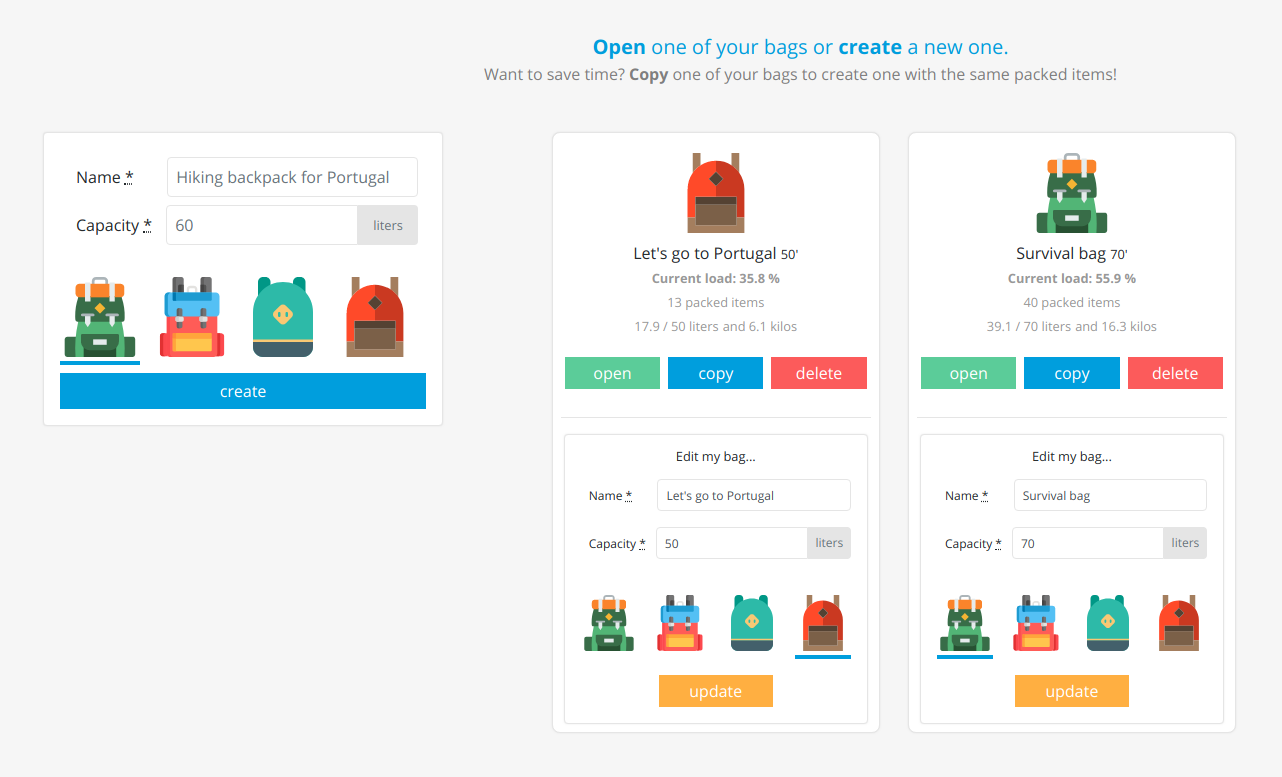 Open one of your bags or create a new one.
Want to save time? Copy one of your bags to create one with the same packed items!
Name *
Hiking backpack for Portugal
Capacity *
60
liters
create
Let's go to Portugal 50'
Current load: 35.8 %
13 packed items
17.9 / 50 liters and 6.1 kilos
open
copy
delete
Edit my bag...
Name *
Let's go to Portugal
Capacity *
50
liters
update
Survival bag 70'
Current load: 55.9 %
40 packed items
39.1 / 70 liters and 16.3 kilos
open
copy
delete
Edit my bag...
Name *
Survival bag
Capacity *
70
liters
update